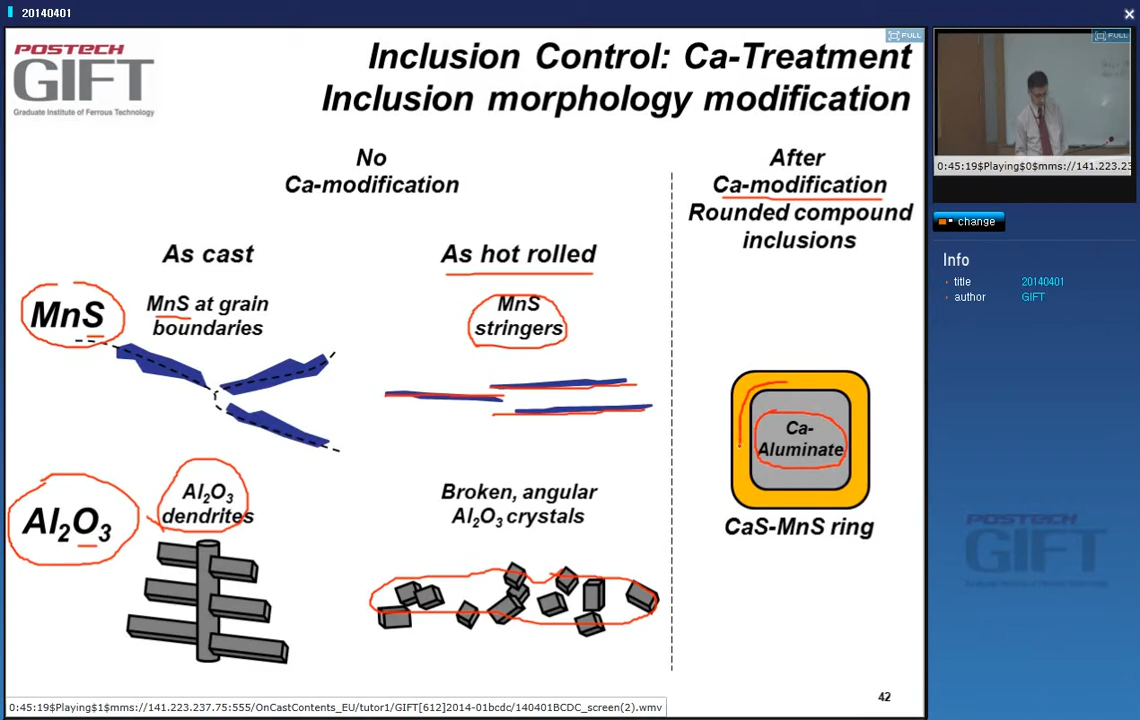 20140401
POSTECH
GIFT
Graduate Institute of Ferrous Technology
Inclusion Control: Ca-Treatment
Inclusion morphology modification
FULL
No
Ca-modification
After
Ca-modification
Rounded compound
inclusions
As cast
As hot rolled
MnS
MnS at grain
boundaries
MnS
stringers
Ca-
Aluminate
CaS-MnS ring
Al₂O₃
Al₂O₃
dendrites
Broken, angular
Al₂O₃ crystals
42
0:45:19$Playing$1$mms://141.223.237.75:555/OnCastContents_EU/tutor1/GIFT[612]2014-01bcdc/140401BCDC_screen(2).wmv
FULL
0:45:19$Playing$0$mms://141.223.23
change
Info
title 20140401
author GIFT
POSTECH
GIFT